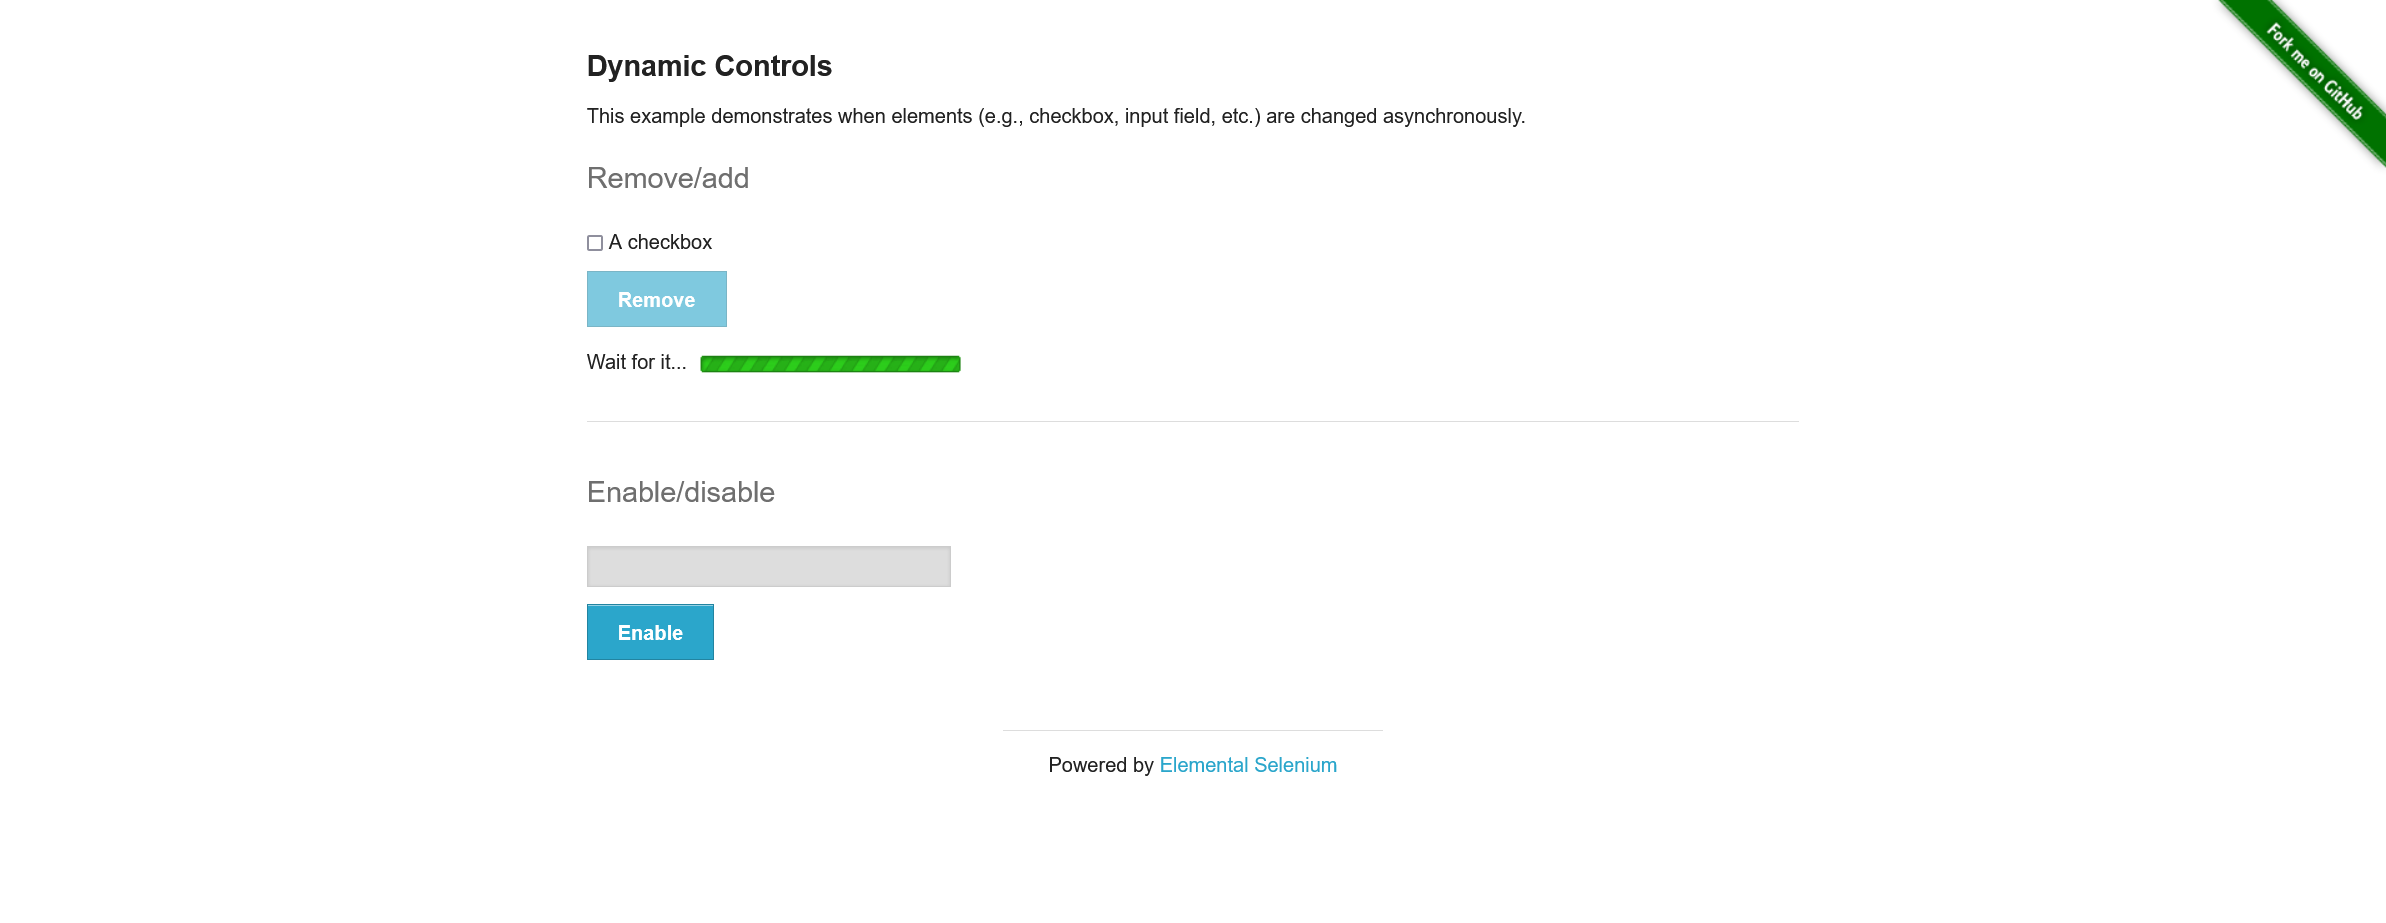 Fork me on GitHub
Dynamic Controls
This example demonstrates when elements (e.g., checkbox, input field, etc.) are changed asynchronously.
Remove/add
A checkbox
Remove
Wait for it...
Enable/disable
Enable
Powered by Elemental Selenium